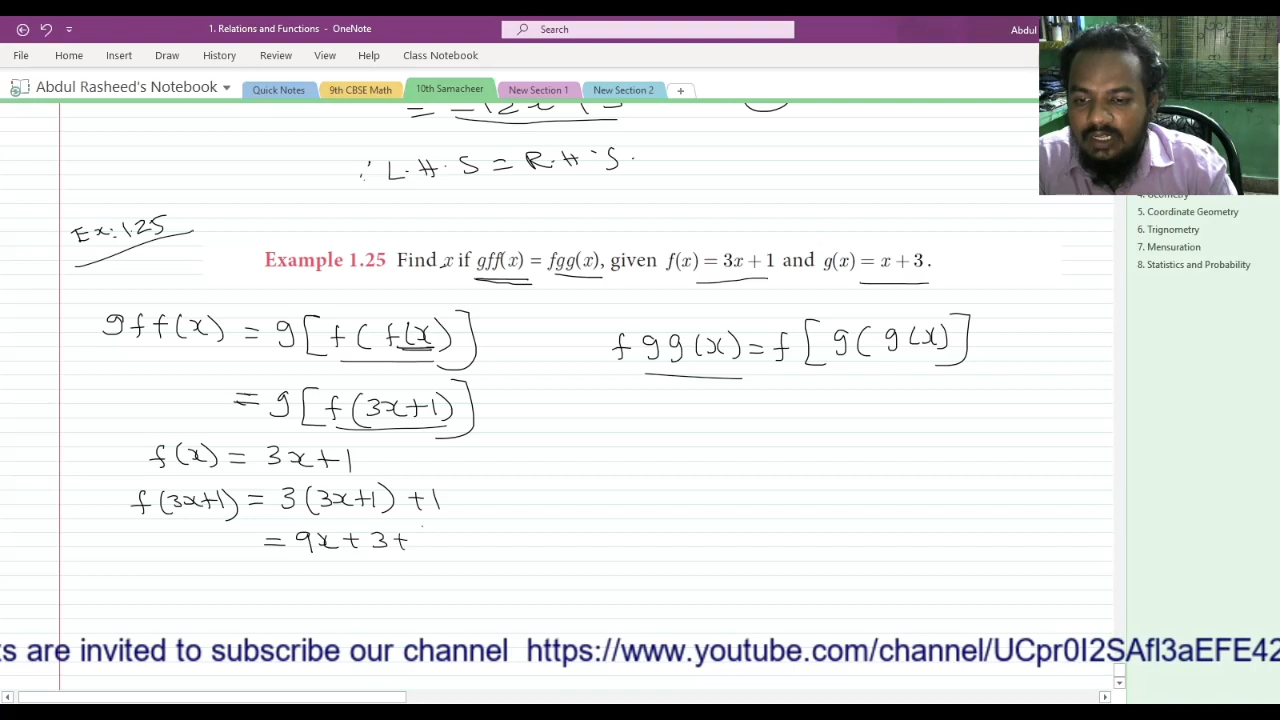 1. Relations and Functions - OneNote
Search
Abdul
File Home Insert Draw History Review View Help Class Notebook
Abdul Rasheed's Notebook Quick Notes 9th CBSE Math 10th Samacheer New Section 1 New Section 2 +
∴ L.H.S = R.H.S.
5. Coordinate Geometry
6. Trignometry
7. Mensuration
8. Statistics and Probability
Ex: 1.25
Example 1.25 Find x if gff(x) = fgg(x), given f(x) = 3x + 1 and g(x) = x + 3.
gff(x) = g[f(f(x)]
= g[f(3x+1)]
f(x) = 3x+1
f(3x+1) = 3(3x+1) +1
= 9x + 3 +
fgg(x) = f[g(g(x)]
ts are invited to subscribe our channel https://www.youtube.com/channel/UCpr0I2SAfl3aEFE42